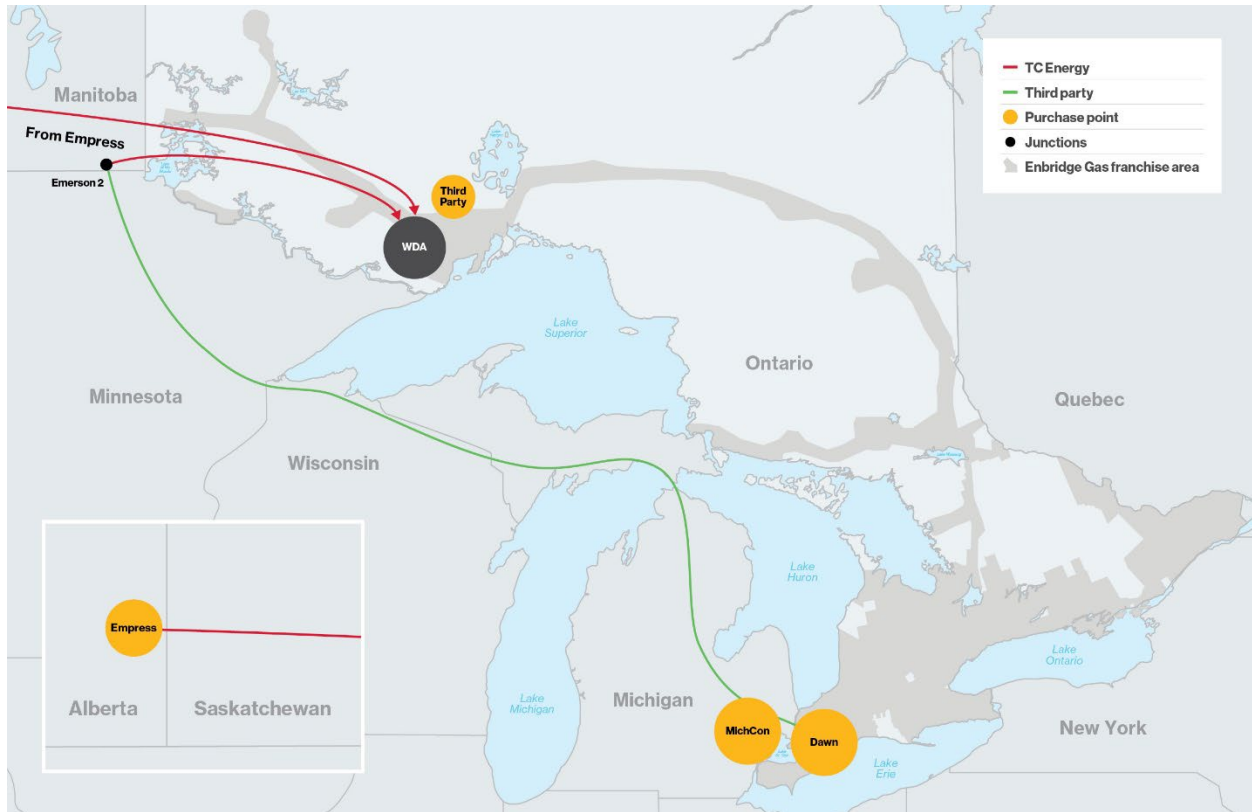 Manitoba
From Empress
Emerson 2
Third
Party
WDA
TC Energy
Third party
Purchase point
Junctions
Enbridge Gas franchise area
Lake
Superior
Ontario
Quebec
Minnesota
Wisconsin
Lake
Huron
Lake
Ontario
Lake
Michigan
Michigan
MichCon
Dawn
Lake
Erie
New York
Empress
Alberta
Saskatchewan